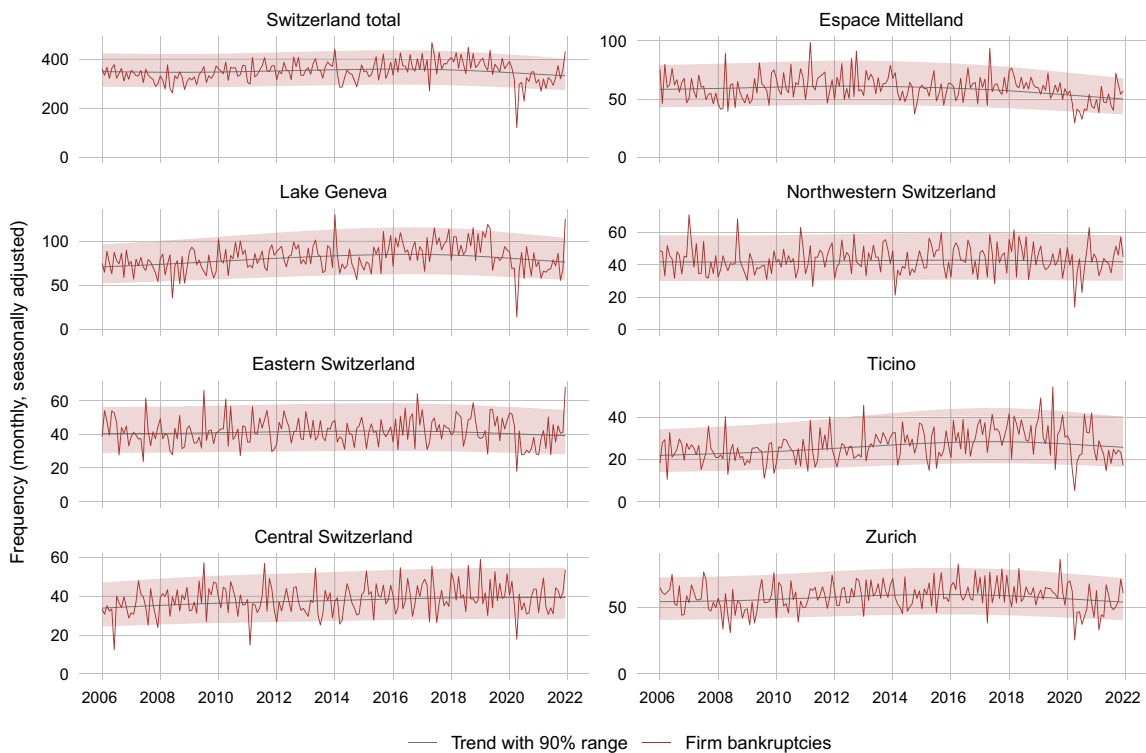 Switzerland total
Espace Mittelland
400
200
0
100
50
0
Lake Geneva
Northwestern Switzerland
100
50
0
60
40
20
0
Eastern Switzerland
Ticino
60
40
20
0
40
20
0
Central Switzerland
Zurich
60
40
20
0
50
0
2006 2008 2010 2012 2014 2016 2018 2020 2022
2006 2008 2010 2012 2014 2016 2018 2020 2022
Frequency (monthly, seasonally adjusted)
Trend with 90% range Firm bankruptcies